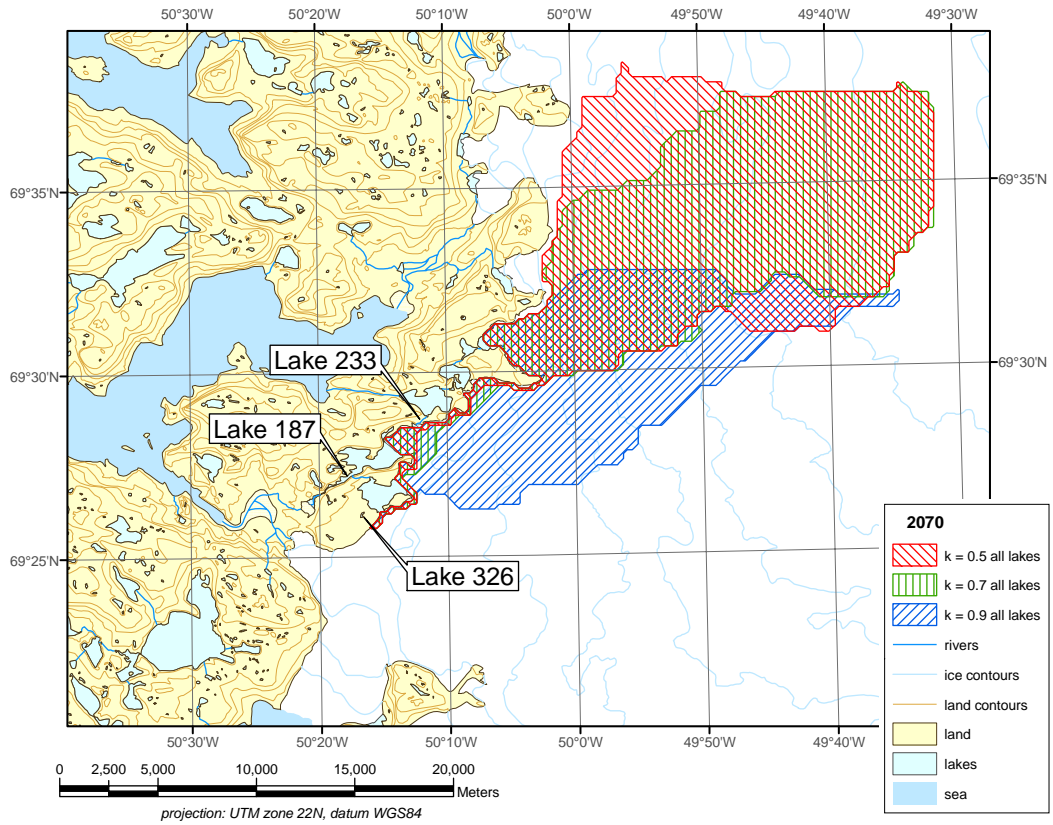 50°30'W 50°20'W 50°10'W 50°0'W 49°50'W 49°40'W 49°30'W
69°35'N 69°35'N
69°30'N 69°30'N
69°25'N
Lake 233
Lake 187
Lake 326
2070
k = 0.5 all lakes
k = 0.7 all lakes
k = 0.9 all lakes
rivers
ice contours
land contours
land
lakes
sea
50°30'W 50°20'W 50°10'W 50°0'W 49°50'W 49°40'W
0 2,500 5,000 10,000 15,000 20,000
Meters
projection: UTM zone 22N, datum WGS84